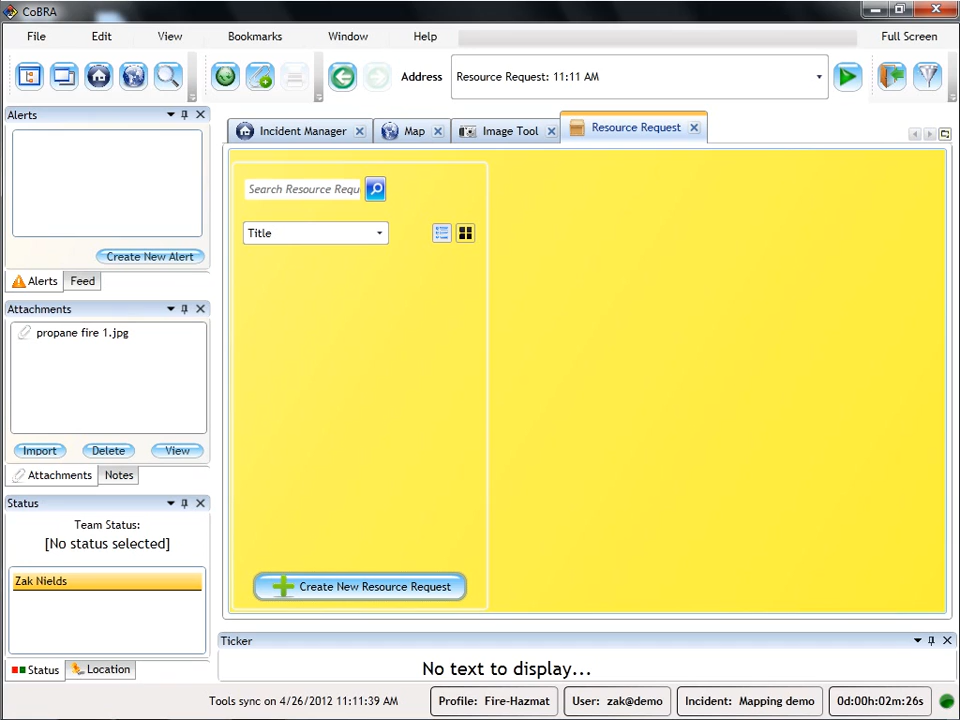 CoBRA
File Edit View Bookmarks Window Help Full Screen
Address Resource Request: 11:11 AM
Alerts
Create New Alert
Alerts Feed
Attachments
propane fire 1.jpg
Import Delete View
Attachments Notes
Status
Team Status:
[No status selected]
Zak Nields
Status Location
Incident Manager Map Image Tool Resource Request
Search Resource Requ
Title
Create New Resource Request
Ticker
No text to display...
Tools sync on 4/26/2012 11:11:39 AM Profile: Fire-Hazmat User: zak@demo Incident: Mapping demo 0d:00h:02m:26s